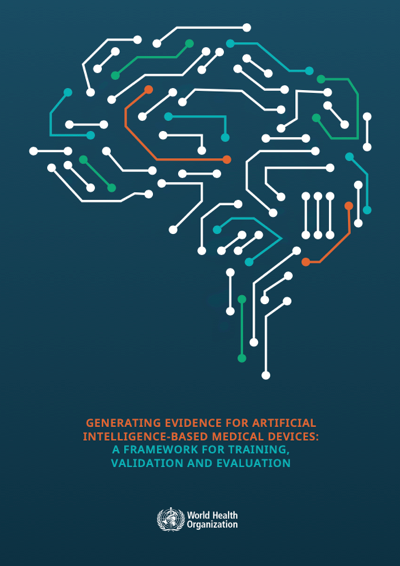 GENERATING EVIDENCE FOR ARTIFICIAL
INTELLIGENCE-BASED MEDICAL DEVICES:
A FRAMEWORK FOR TRAINING,
VALIDATION AND EVALUATION
World Health
Organization